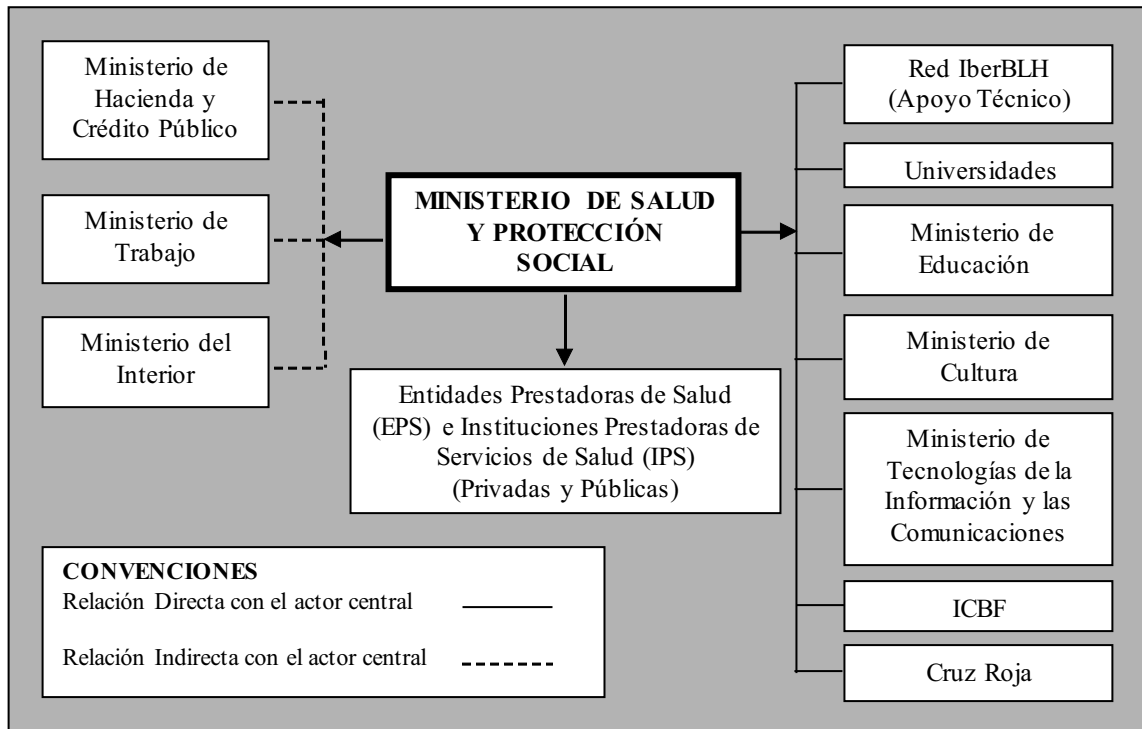 Ministerio de
Hacienda y
Crédito Público
Ministerio de
Trabajo
Ministerio del
Interior
MINISTERIO DE SALUD
Y PROTECCIÓN
SOCIAL
Entidades Prestadoras de Salud
(EPS) e Instituciones Prestadoras de
Servicios de Salud (IPS)
(Privadas y Públicas)
Red IberBLH
(Apoyo Técnico)
Universidades
Ministerio de
Educación
Ministerio de
Cultura
Ministerio de
Tecnologías de la
Información y las
Comunicaciones
ICBF
Cruz Roja
CONVENCIONES
Relación Directa con el actor central
Relación Indirecta con el actor central